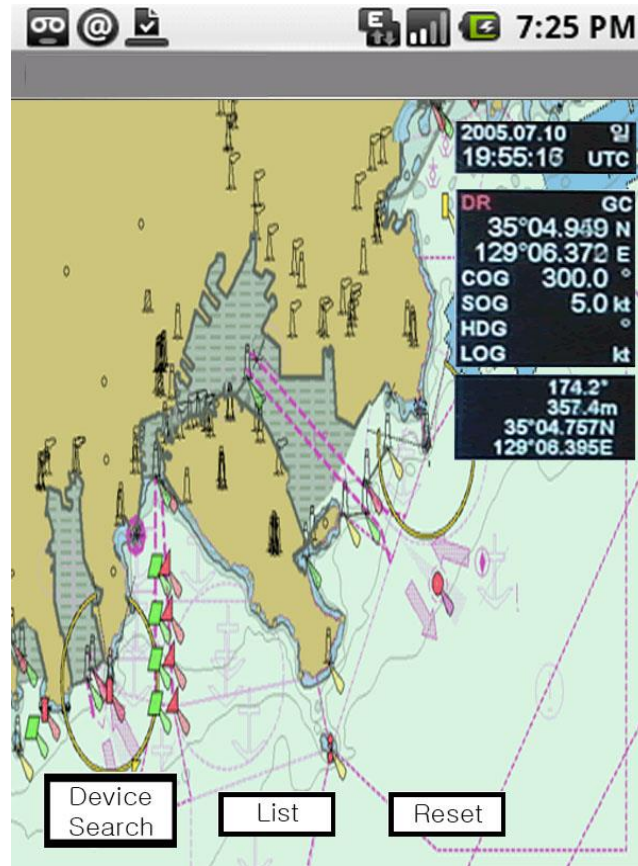 7:25 PM
2005.07.10 일
19:55:16 UTC
DR GC
35°04.949 N
129°06.372 E
COG 300.0 °
SOG 5.0 kt
HDG °
LOG kt
174.2°
357.4m
35°04.757N
129°06.395E
Device
Search
List
Reset